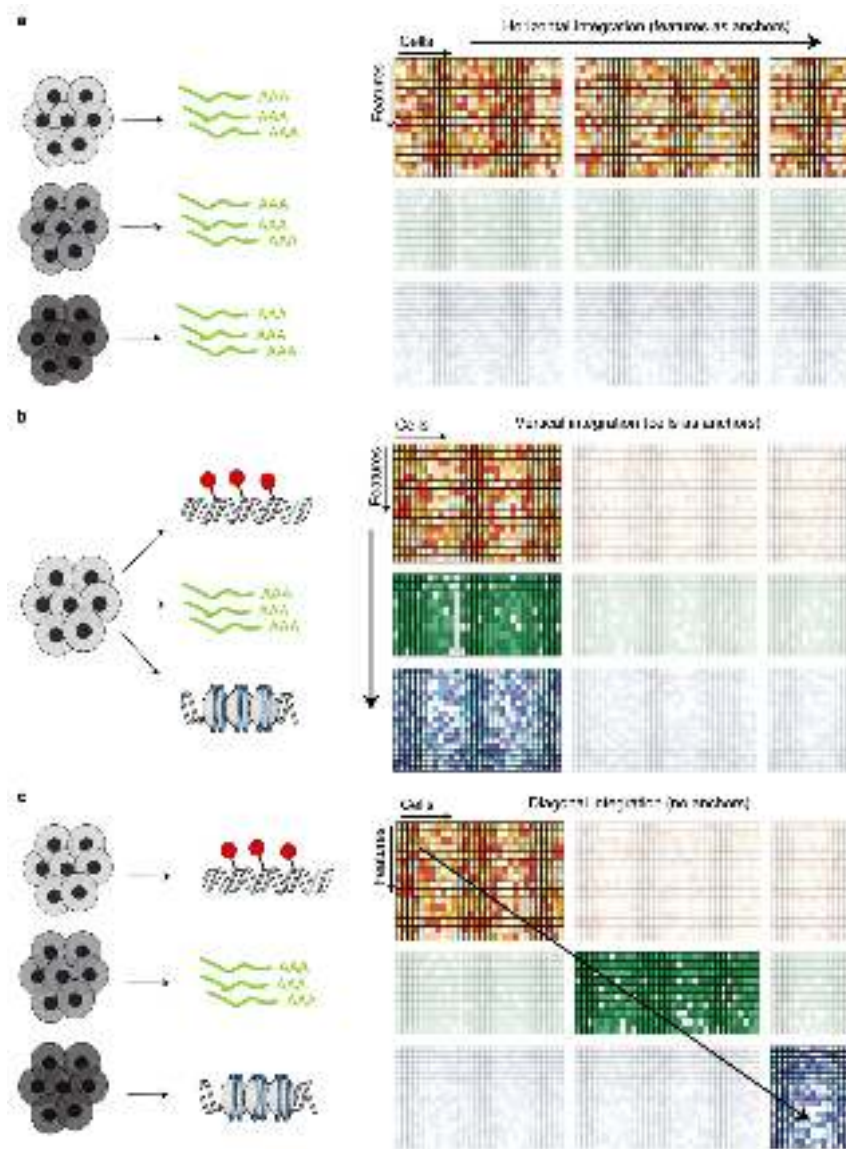 a
Horizontal integration (features as anchors)
Cells
Features
AAA
AAA
AAA
AAA
AAA
AAA
AAA
AAA
AAA
b
Vertical integration (cells as anchors)
Cells
Features
AAA
AAA
AAA
c
Diagonal integration (no anchors)
Cells
Features
AAA
AAA
AAA